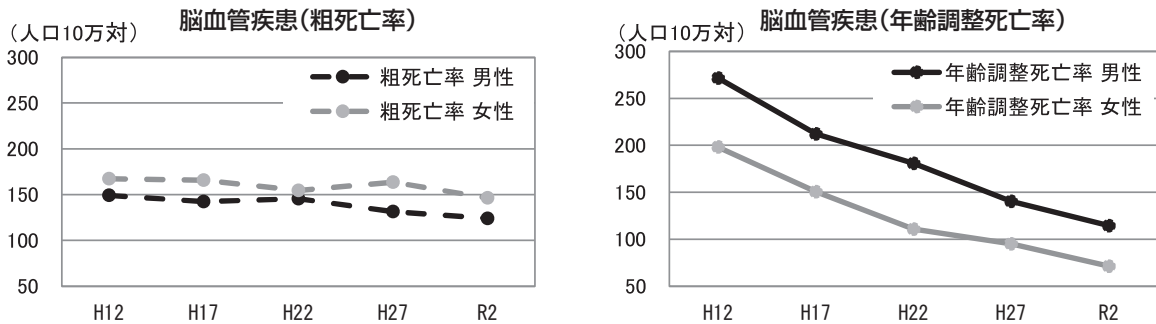 脳血管疾患(粗死亡率)
（人口10万対）
300
250
200
150
100
50
粗死亡率 男性
粗死亡率 女性
H12 H17 H22 H27 R2
脳血管疾患(年齢調整死亡率)
（人口10万対）
300
250
200
150
100
50
年齢調整死亡率 男性
年齢調整死亡率 女性
H12 H17 H22 H27 R2